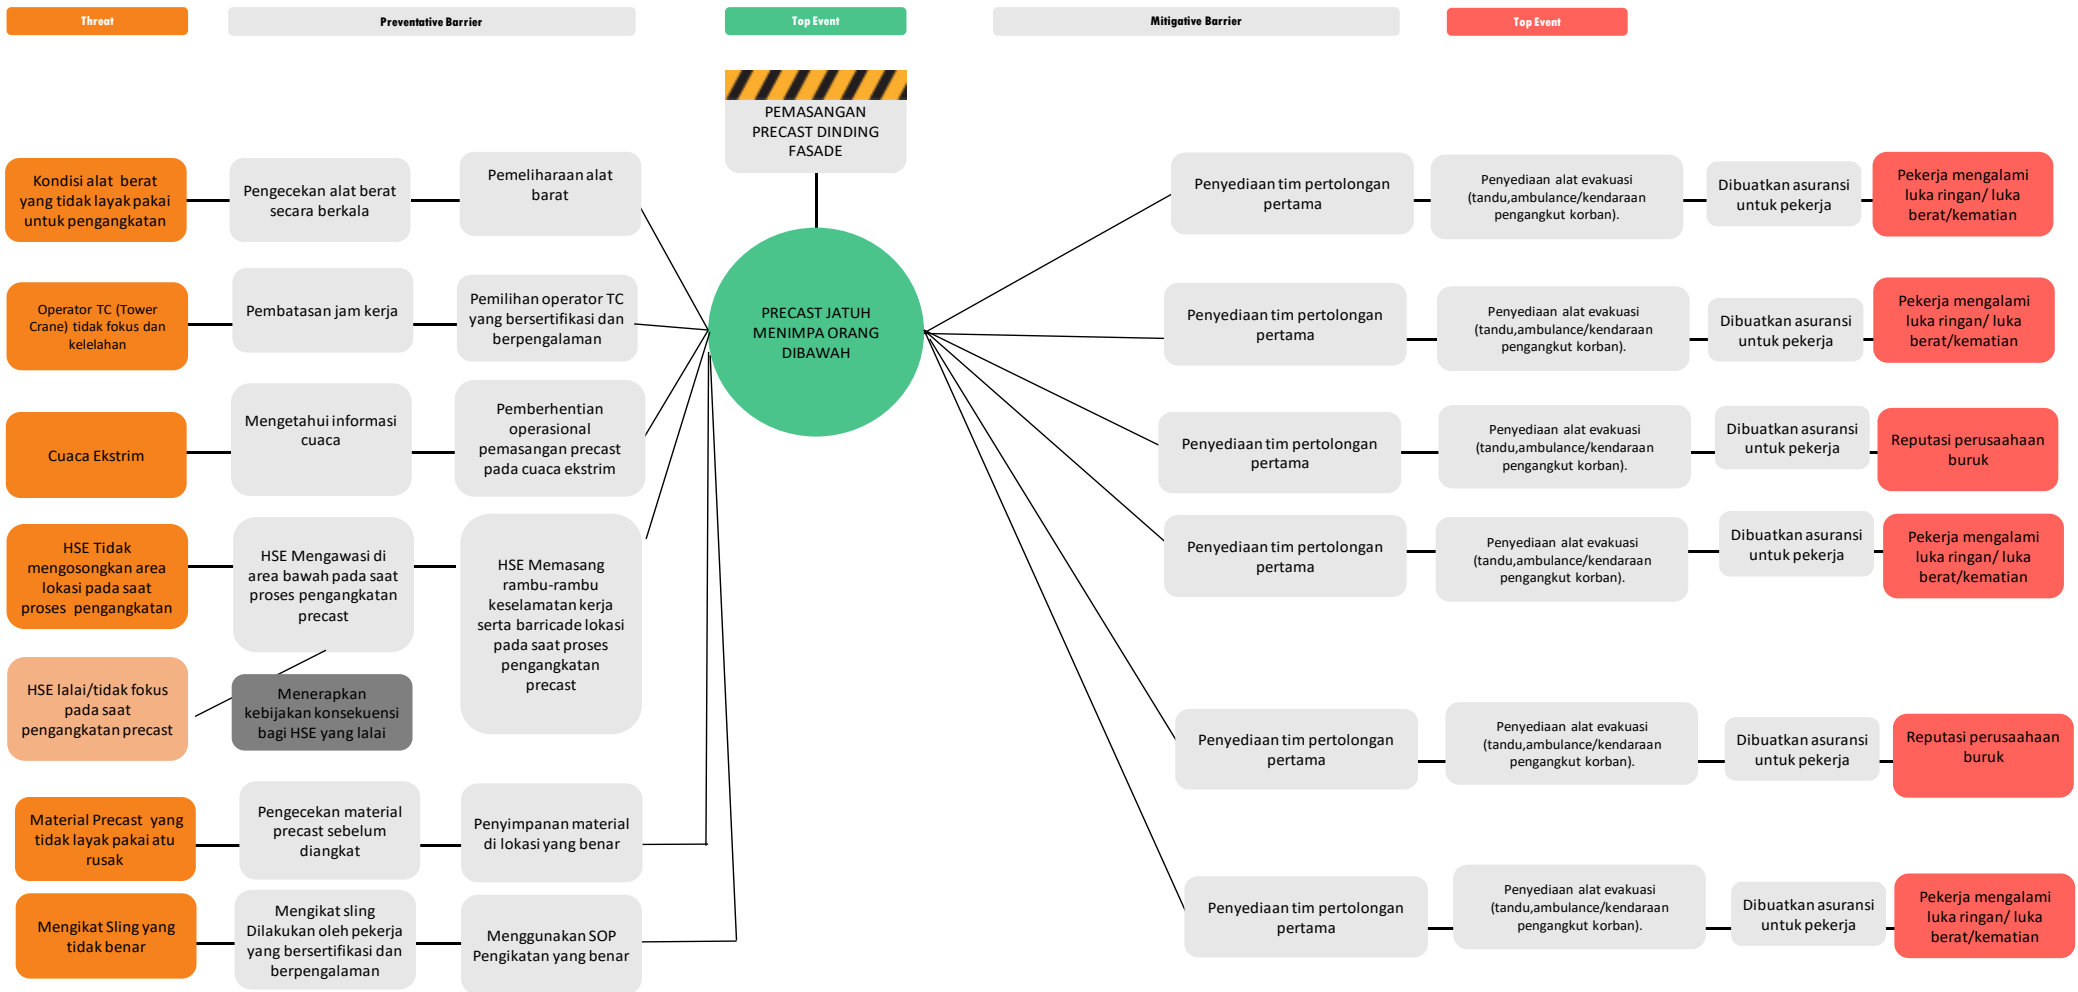 Threat
Preventative Barrier
Top Event
Mitigative Barrier
Top Event
PEMASANGAN
PRECAST DINDING
FASADE
PRECAST JATUH
MENIMPA ORANG
DIBAWAH
Kondisi alat berat
yang tidak layak pakai
untuk pengangkatan
Pengecekan alat berat
secara berkala
Pemeliharaan alat
barat
Penyediaan tim pertolongan
pertama
Penyediaan alat evakuasi
(tandu,ambulance/kendaraan
pengangkut korban).
Dibuatkan asuransi
untuk pekerja
Pekerja mengalami
luka ringan/ luka
berat/kematian
Operator TC (Tower
Crane) tidak fokus dan
kelelahan
Pembatasan jam kerja
Pemilihan operator TC
yang bersertifikasi dan
berpengalaman
Penyediaan tim pertolongan
pertama
Penyediaan alat evakuasi
(tandu,ambulance/kendaraan
pengangkut korban).
Dibuatkan asuransi
untuk pekerja
Pekerja mengalami
luka ringan/ luka
berat/kematian
Cuaca Ekstrim
Mengetahui informasi
cuaca
Pemberhentian
operasional
pemasangan precast
pada cuaca ekstrim
Penyediaan tim pertolongan
pertama
Penyediaan alat evakuasi
(tandu,ambulance/kendaraan
pengangkut korban).
Dibuatkan asuransi
untuk pekerja
Reputasi perusaahaan
buruk
HSE Tidak
mengosongkan area
lokasi pada saat
proses pengangkatan
HSE Mengawasi di
area bawah pada saat
proses pengangkatan
precast
HSE Memasang
rambu-rambu
keselamatan kerja
serta barricade lokasi
pada saat proses
pengangkatan
precast
Penyediaan tim pertolongan
pertama
Penyediaan alat evakuasi
(tandu,ambulance/kendaraan
pengangkut korban).
Dibuatkan asuransi
untuk pekerja
Pekerja mengalami
luka ringan/ luka
berat/kematian
HSE lalai/tidak fokus
pada saat
pengangkatan precast
Menerapkan
kebijakan konsekuensi
bagi HSE yang lalai
Penyediaan tim pertolongan
pertama
Penyediaan alat evakuasi
(tandu,ambulance/kendaraan
pengangkut korban).
Dibuatkan asuransi
untuk pekerja
Reputasi perusaahaan
buruk
Material Precast yang
tidak layak pakai atu
rusak
Pengecekan material
precast sebelum
diangkat
Penyimpanan material
di lokasi yang benar
Penyediaan tim pertolongan
pertama
Penyediaan alat evakuasi
(tandu,ambulance/kendaraan
pengangkut korban).
Dibuatkan asuransi
untuk pekerja
Pekerja mengalami
luka ringan/ luka
berat/kematian
Mengikat Sling yang
tidak benar
Mengikat sling
Dilakukan oleh pekerja
yang bersertifikasi dan
berpengalaman
Menggunakan SOP
Pengikatan yang benar